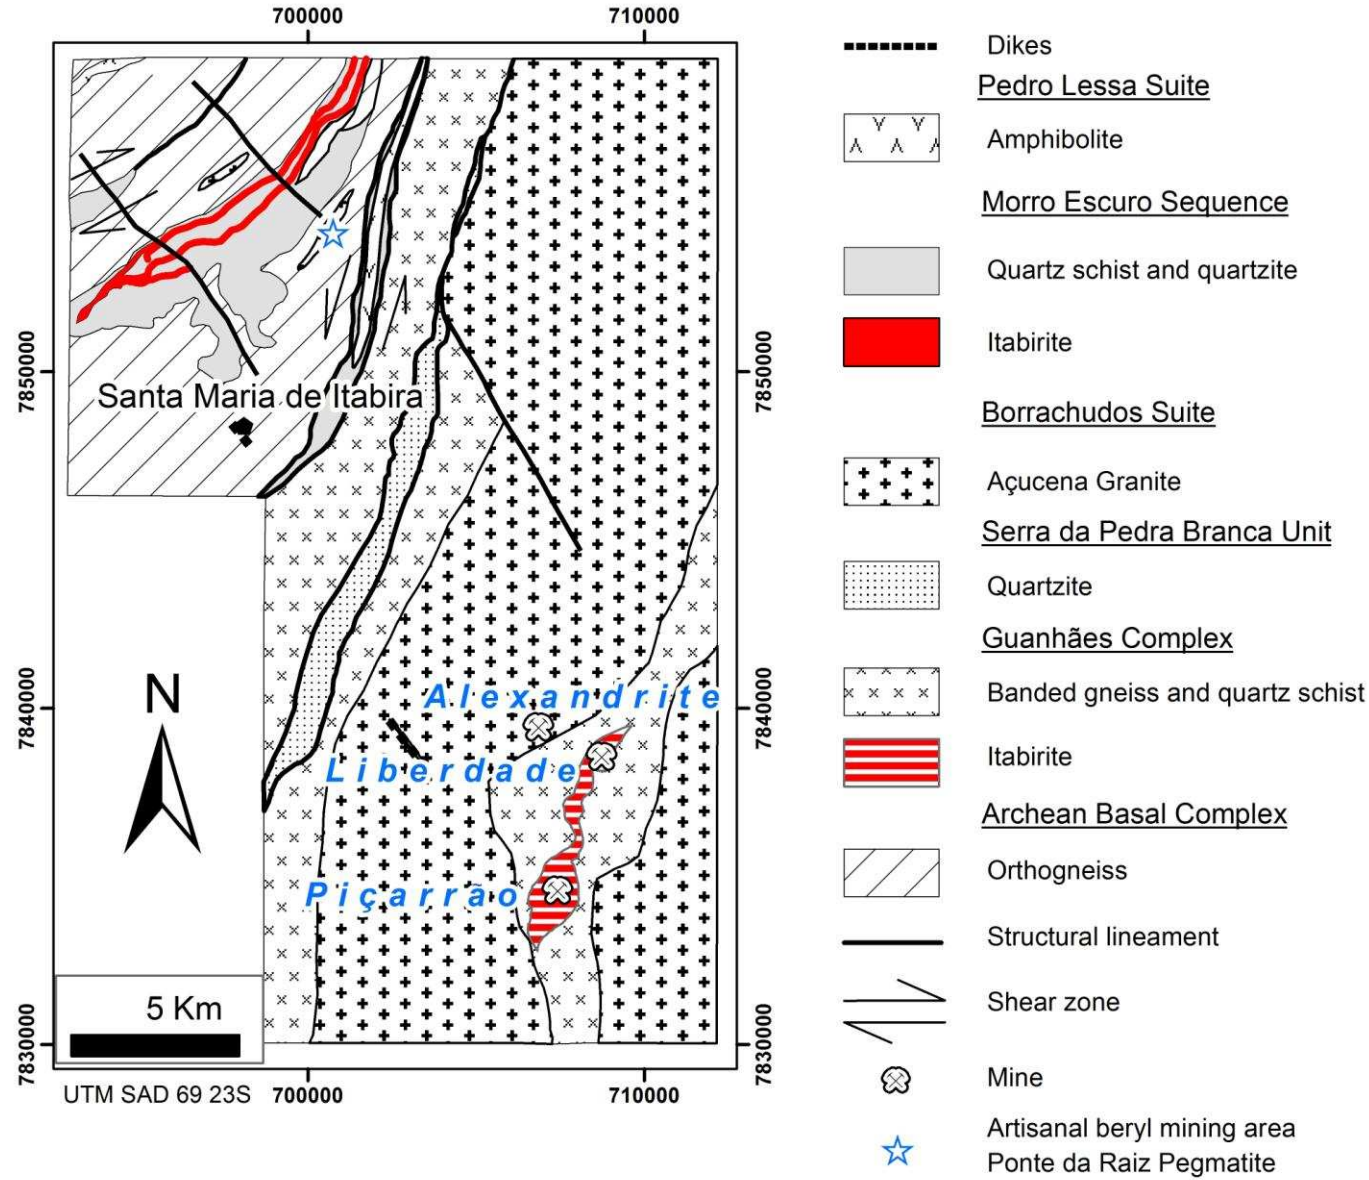 700000
710000
7850000
7850000
7840000
7840000
7830000
7830000
Santa Maria de Itabira
N
Alexandrite
Liberdade
Piçarrão
5 Km
UTM SAD 69 23S
700000
710000
Dikes
Pedro Lessa Suite
Amphibolite
Morro Escuro Sequence
Quartz schist and quartzite
Itabirite
Borrachudos Suite
Açucena Granite
Serra da Pedra Branca Unit
Quartzite
Guanhães Complex
Banded gneiss and quartz schist
Itabirite
Archean Basal Complex
Orthogneiss
Structural lineament
Shear zone
Mine
Artisanal beryl mining area
Ponte da Raiz Pegmatite